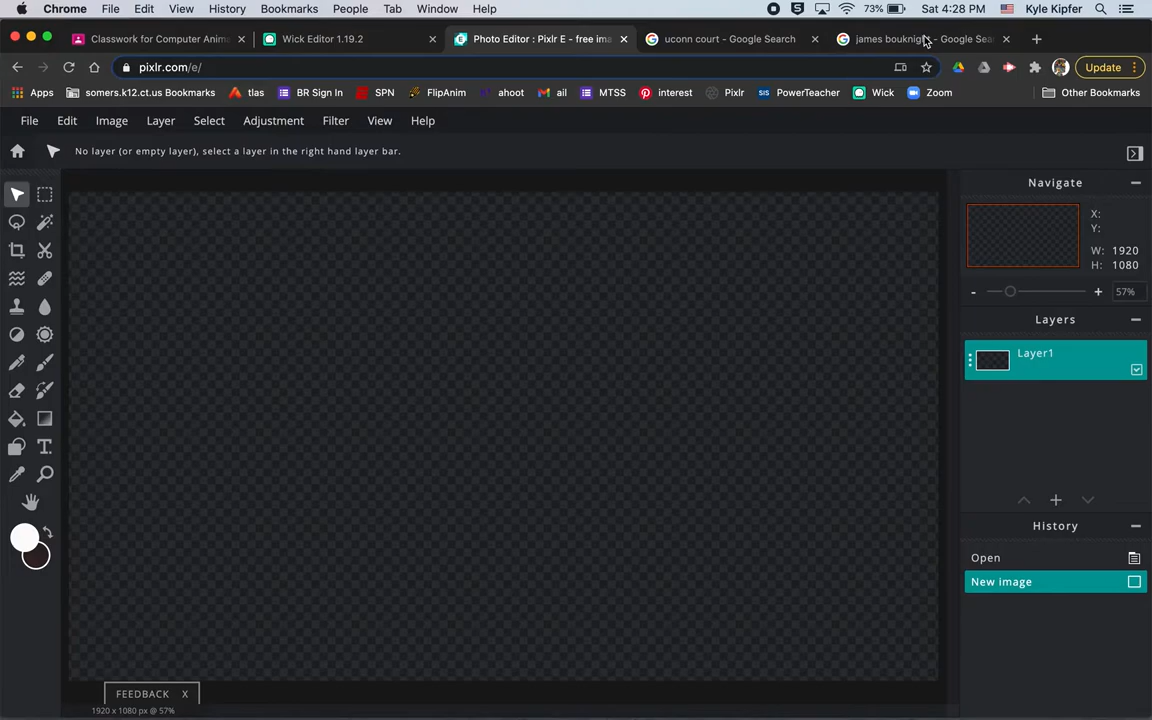 Chrome File Edit View History Bookmarks People Tab Window Help 73% Sat 4:28 PM Kyle Kipfer
Classwork for Computer Anim Wick Editor 1.19.2 Photo Editor : Pixlr E - free ima uconn court - Google Search james bouknight - Google Sea
pixlr.com/e/ Update
Apps somers.k12.ct.us Bookmarks tlas BR Sign In SPN FlipAnim ahoot ail MTSS interest Pixlr SIS PowerTeacher Wick Zoom Other Bookmarks
File Edit Image Layer Select Adjustment Filter View Help
No layer (or empty layer), select a layer in the right hand layer bar.
Navigate
X:
Y:
W: 1920
H: 1080
- + 57%
Layers
Layer1
History
Open
New image
FEEDBACK X
1920 x 1080 px @ 57%